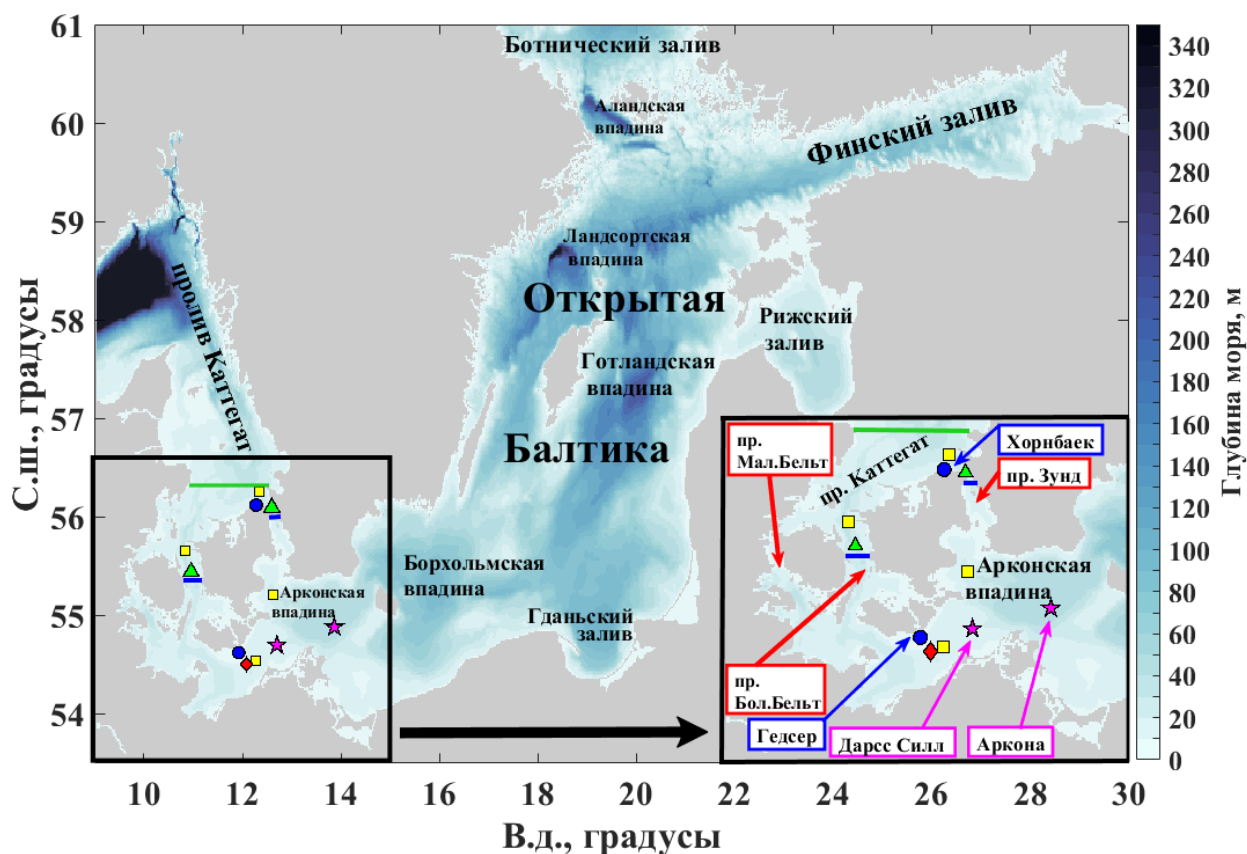 61
60
59
58
57
56
55
54
С.ш., градусы
Ботнический залив
Аландская
впадина
Финский залив
Ландсортская
впадина
пролив Каттегат
Открытая
Рижский
залив
Готландская
впадина
Балтика
Борхольмская
впадина
Арконская
впадина
Гданьский
залив
пр.
Мал.Бельт
пр. Каттегат
Хорнбаек
пр. Зунд
Арконская
впадина
пр.
Бол.Бельт
Гедсер
Дарсс Силл
Аркона
10
12
14
16
18
20
22
24
26
28
30
В.д., градусы
340
320
300
280
260
240
220
200
180
160
140
120
100
80
60
40
20
0
Глубина моря, м